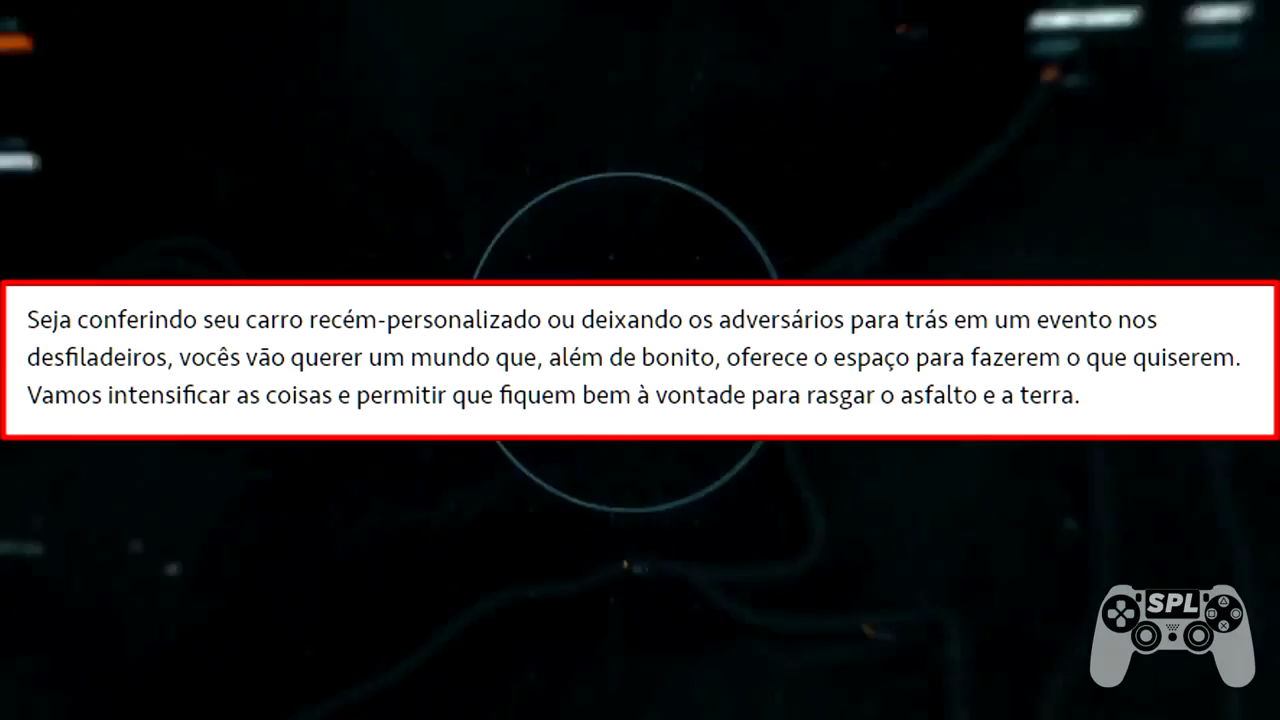 Seja conferindo seu carro recém-personalizado ou deixando os adversários para trás em um evento nos
desfiladeiros, vocês vão querer um mundo que, além de bonito, oferece o espaço para fazerem o que quiserem.
Vamos intensificar as coisas e permitir que fiquem bem à vontade para rasgar o asfalto e a terra.
SPL